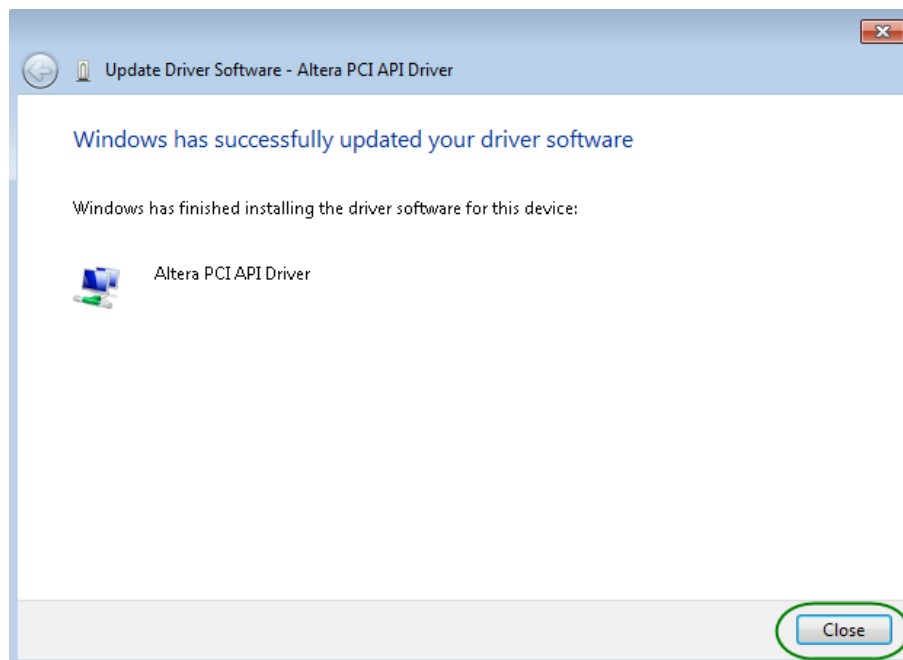 Update Driver Software - Altera PCI API Driver
Windows has successfully updated your driver software
Windows has finished installing the driver software for this device:
Altera PCI API Driver
Close